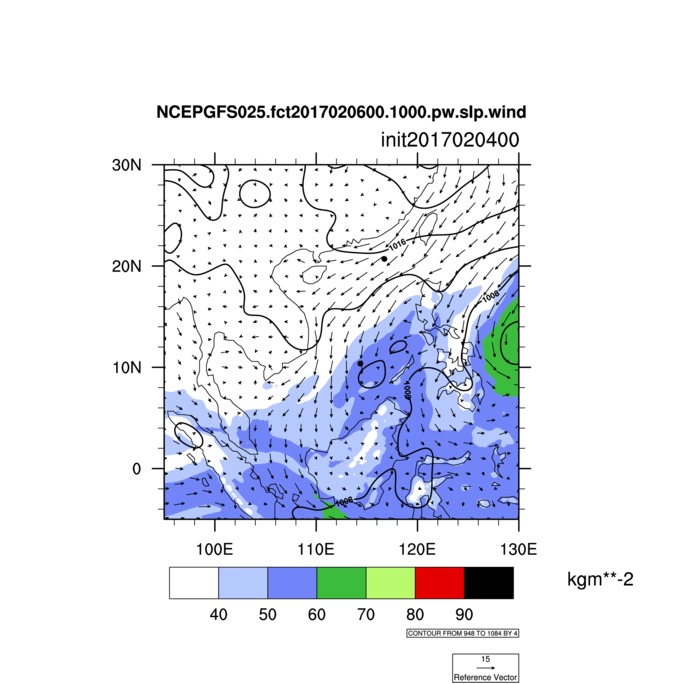 NCEPGFS025.fct2017020600.1000.pw.slp.wind
init2017020400
30N
20N
10N
0
1016
1008
1008
1008
100E 110E 120E 130E
kgm**-2
40 50 60 70 80 90
CONTOUR FROM 948 TO 1084 BY 4
15
Reference Vector